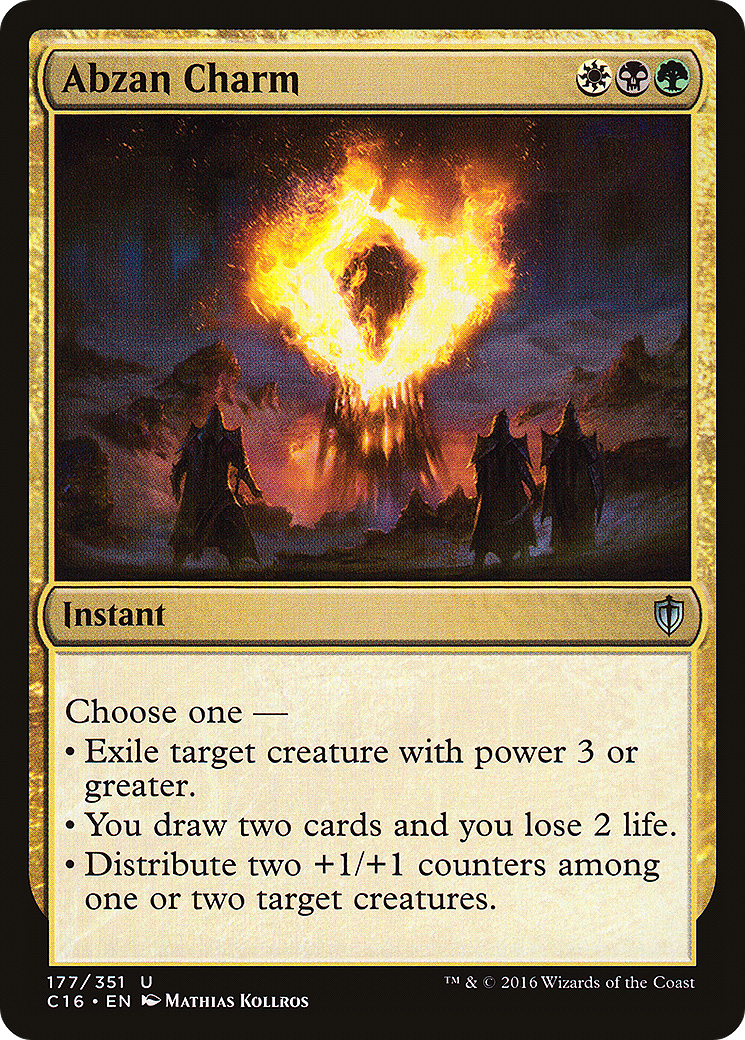 Abzan Charm
Instant
Choose one —
• Exile target creature with power 3 or
greater.
• You draw two cards and you lose 2 life.
• Distribute two +1/+1 counters among
one or two target creatures.
177/351 U
™ & © 2016 Wizards of the Coast
C16 • EN Mathias Kollros